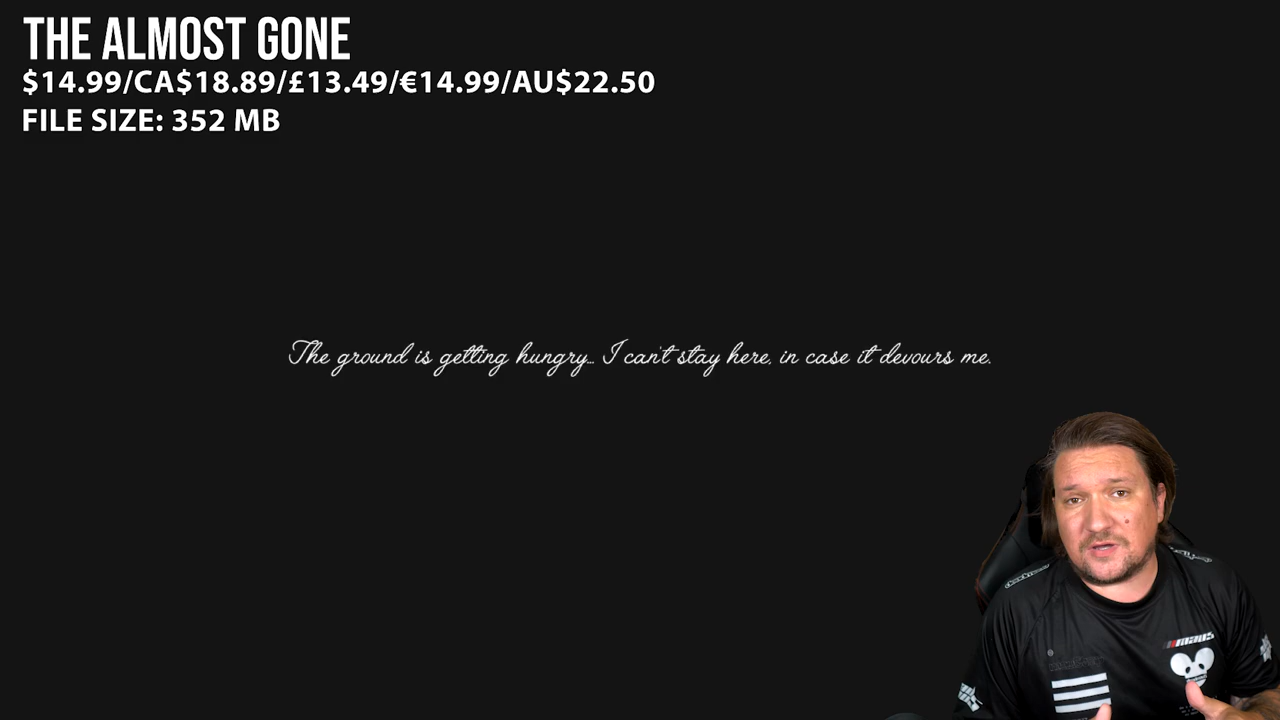 THE ALMOST GONE
$14.99/CA$18.89/£13.49/€14.99/AU$22.50
FILE SIZE: 352 MB
The ground is getting hungry... I can't stay here, in case it devours me.